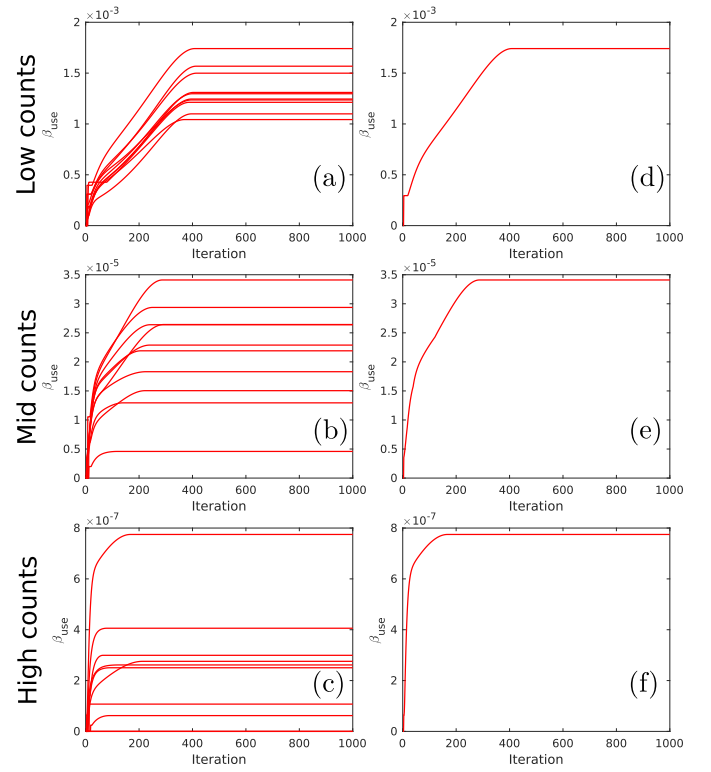 ×10⁻³ ×10⁻³
2 2
1.5 1.5
1 1
0.5 0.5
0 0
Low counts
β_use β_use
(a) (d)
0 200 400 600 800 1000 0 200 400 600 800 1000
Iteration Iteration
×10⁻⁵ ×10⁻⁵
3.5 3.5
3 3
2.5 2.5
2 2
1.5 1.5
1 1
0.5 0.5
0 0
Mid counts
β_use β_use
(b) (e)
0 200 400 600 800 1000 0 200 400 600 800 1000
Iteration Iteration
×10⁻⁷ ×10⁻⁷
8 8
6 6
4 4
2 2
0 0
High counts
β_use β_use
(c) (f)
0 200 400 600 800 1000 0 200 400 600 800 1000
Iteration Iteration